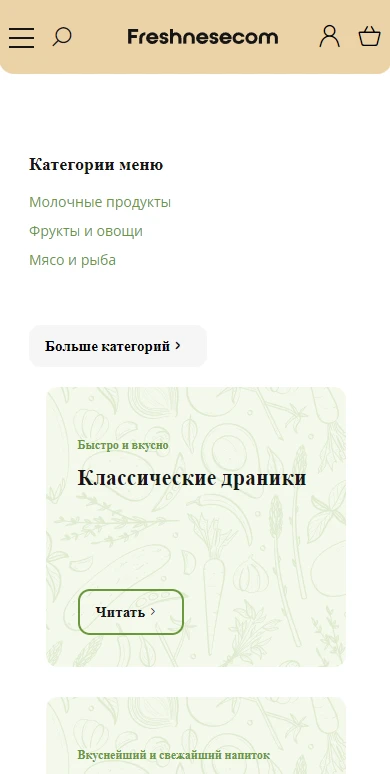 Freshnesecom
Категории меню
Молочные продукты
Фрукты и овощи
Мясо и рыба
Больше категорий
Быстро и вкусно
Классические драники
Читать
Вкуснейший и свежайший напиток